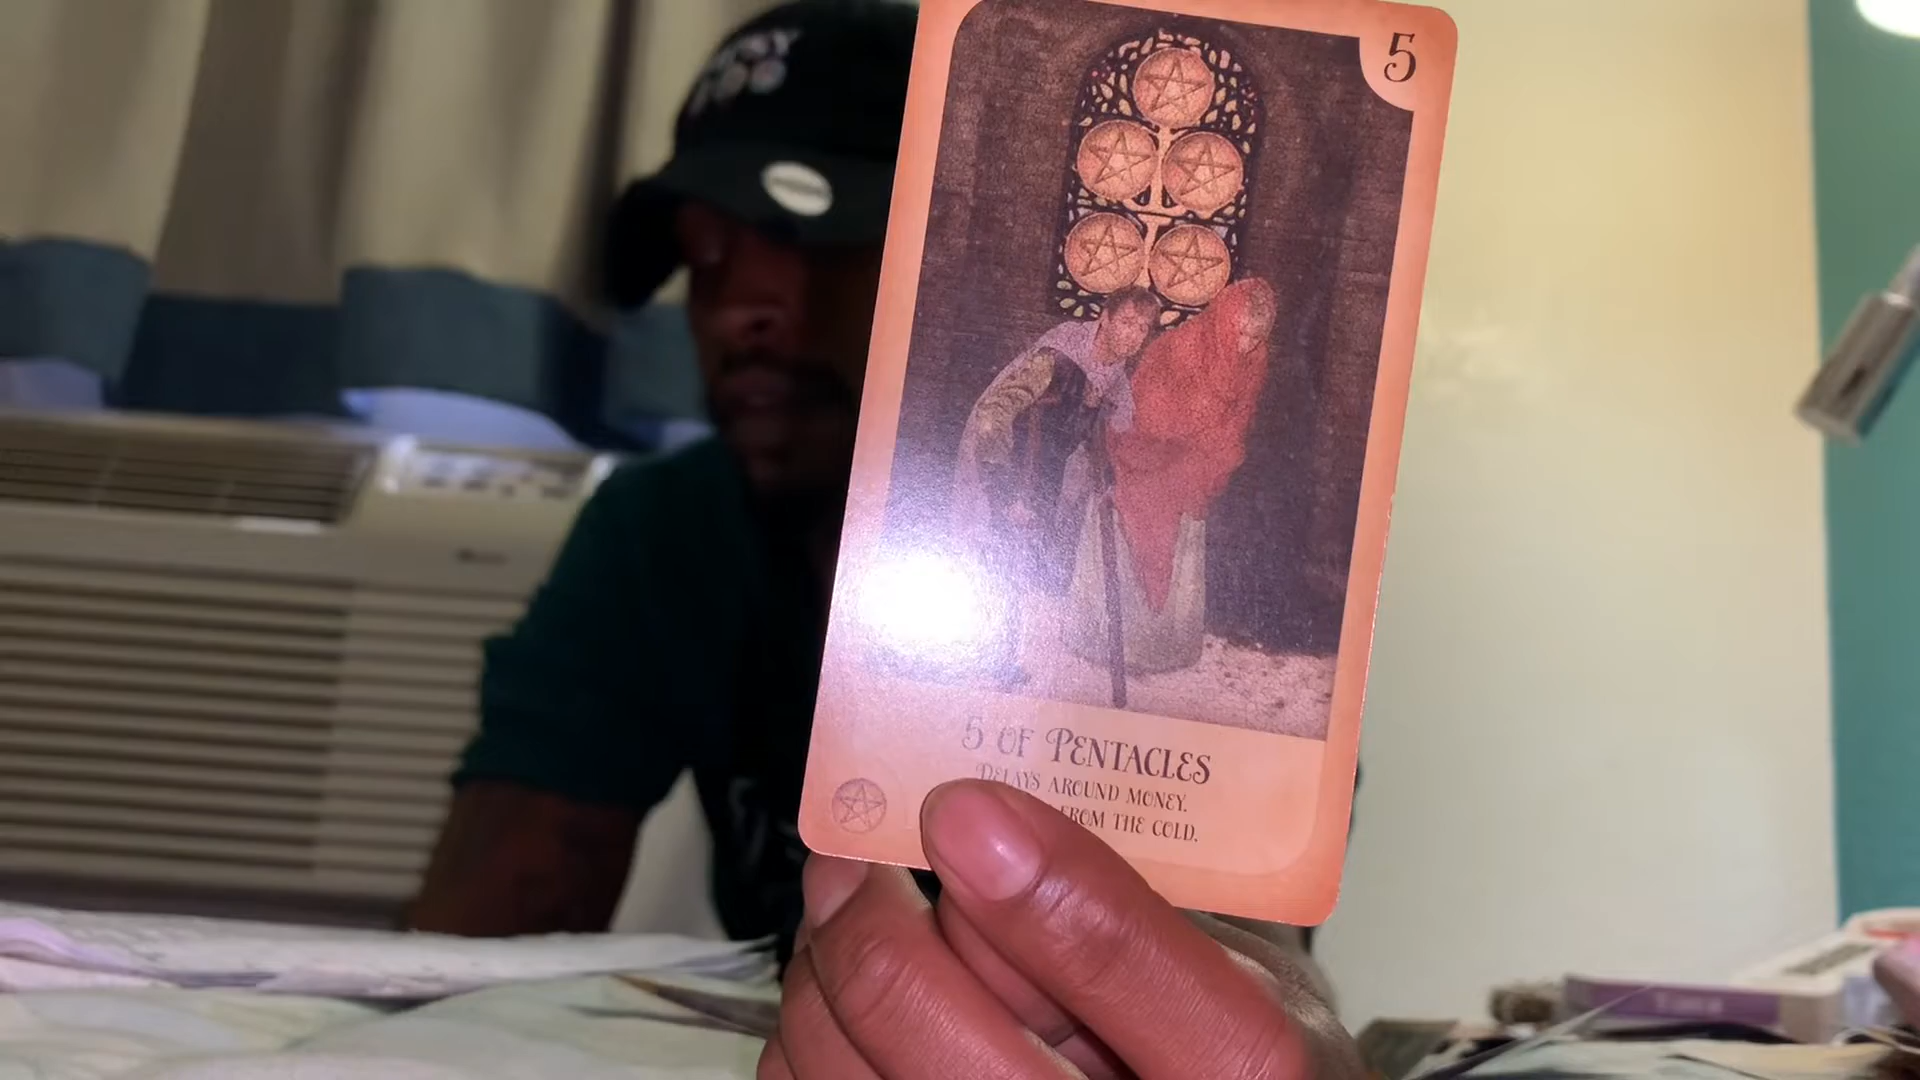 5
5 of Pentacles
Delays around money.
from the cold.